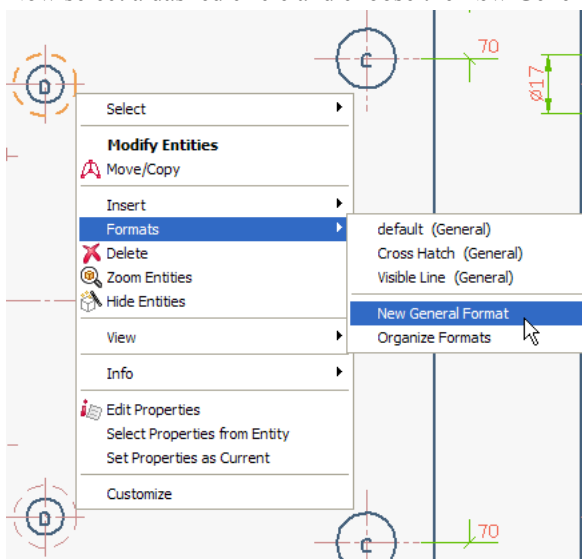 C
70
D
Ø17
Select
Modify Entities
Move/Copy
Insert
Formats
default (General)
Delete
Cross Hatch (General)
Zoom Entities
Visible Line (General)
Hide Entities
New General Format
View
Organize Formats
Info
Edit Properties
Select Properties from Entity
Set Properties as Current
Customize
D
70
C